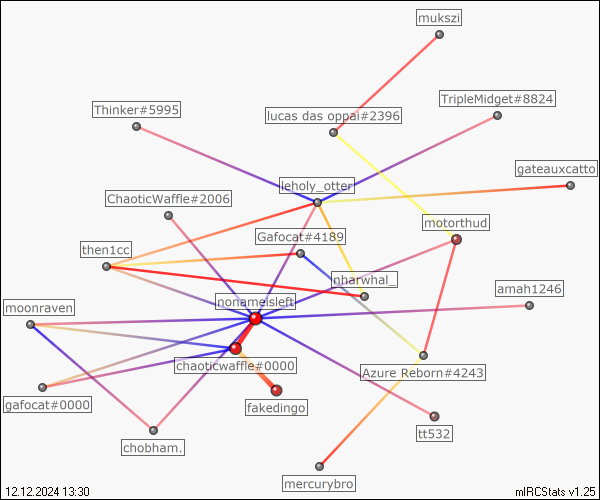 mukszi
TripleMidget#8824
Thinker#5995
lucas das oppai#2396
gateauxcatto
leholy_otter
ChaoticWaffle#2006
motorthud
Gafocat#4189
then1cc
nharwhal_
amah1246
nonameisleft
moonraven
chaoticwaffle#0000
Azure Reborn#4243
gafocat#0000
fakedingo
tt532
chobham.
mercurybro
12.12.2024 13:30
mIRCStats v1.25